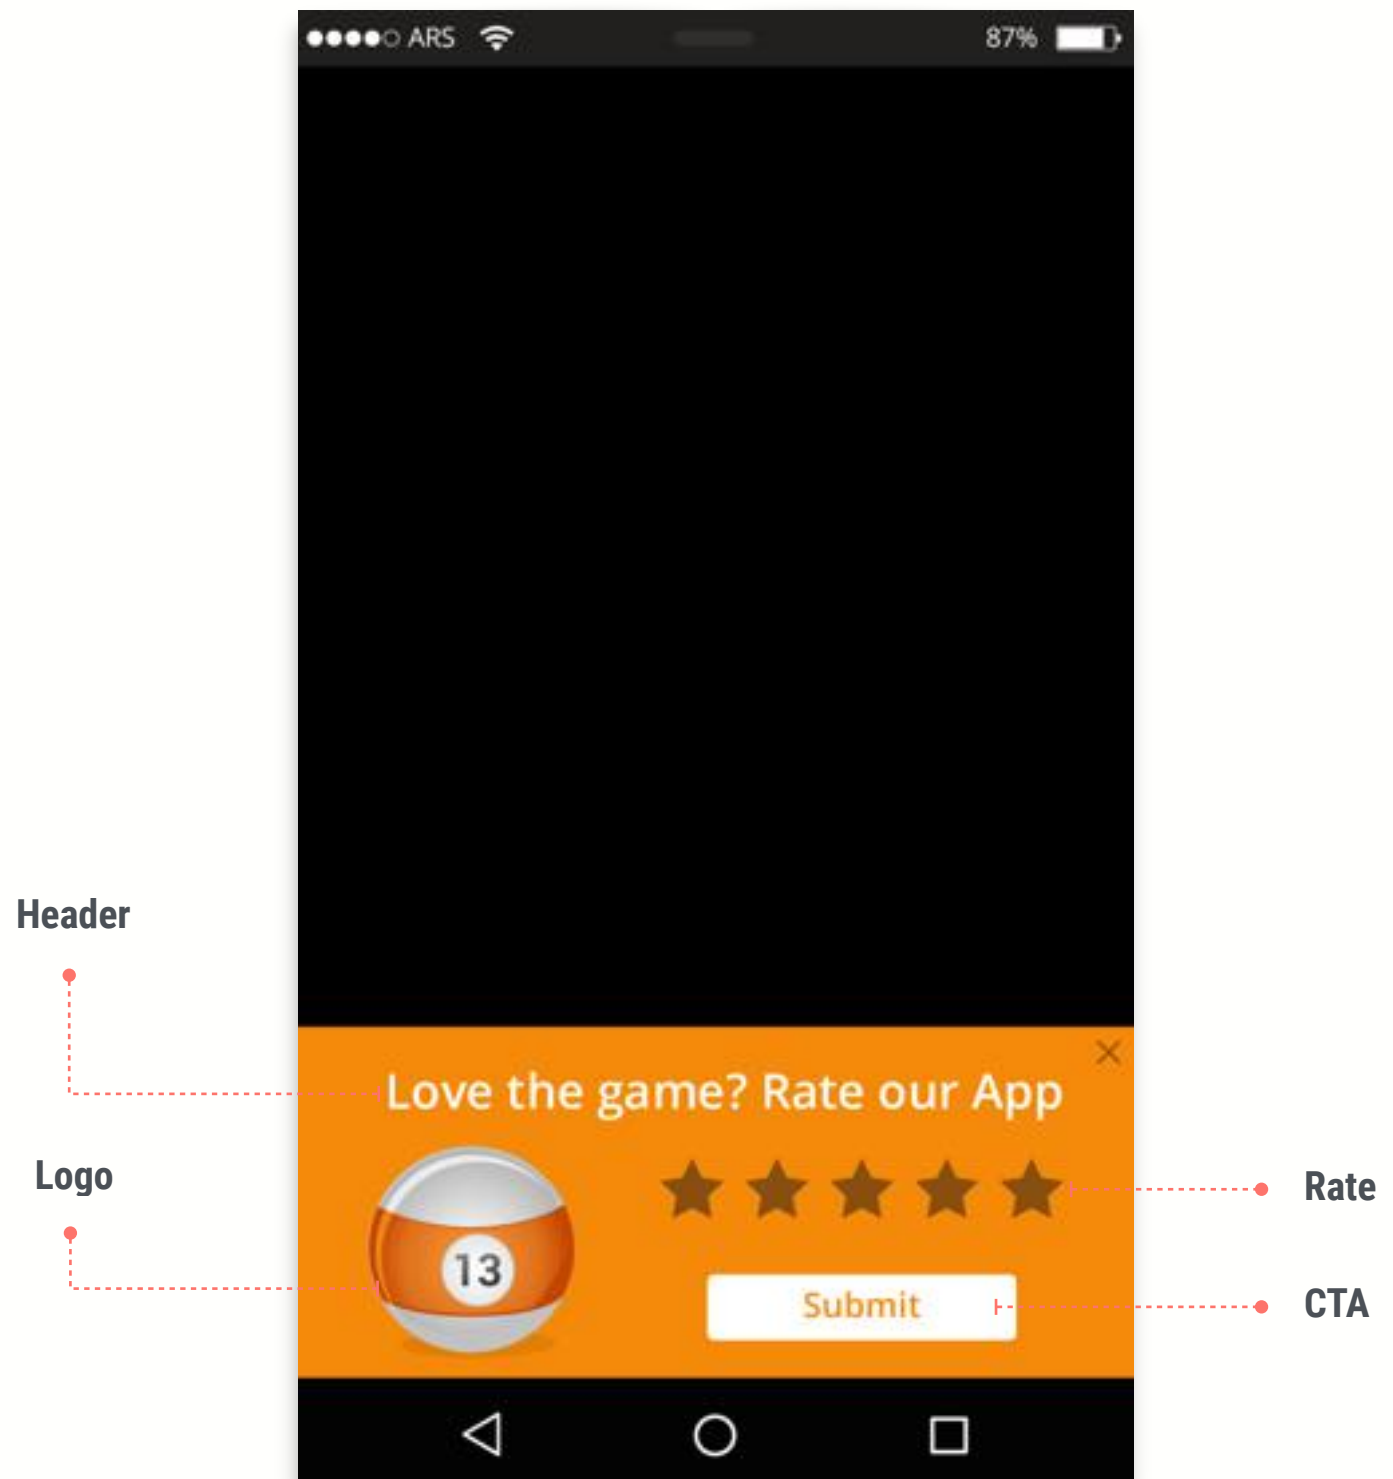 ARS
87%
Header
Love the game? Rate our App
Logo
Rate
13
Submit
CTA